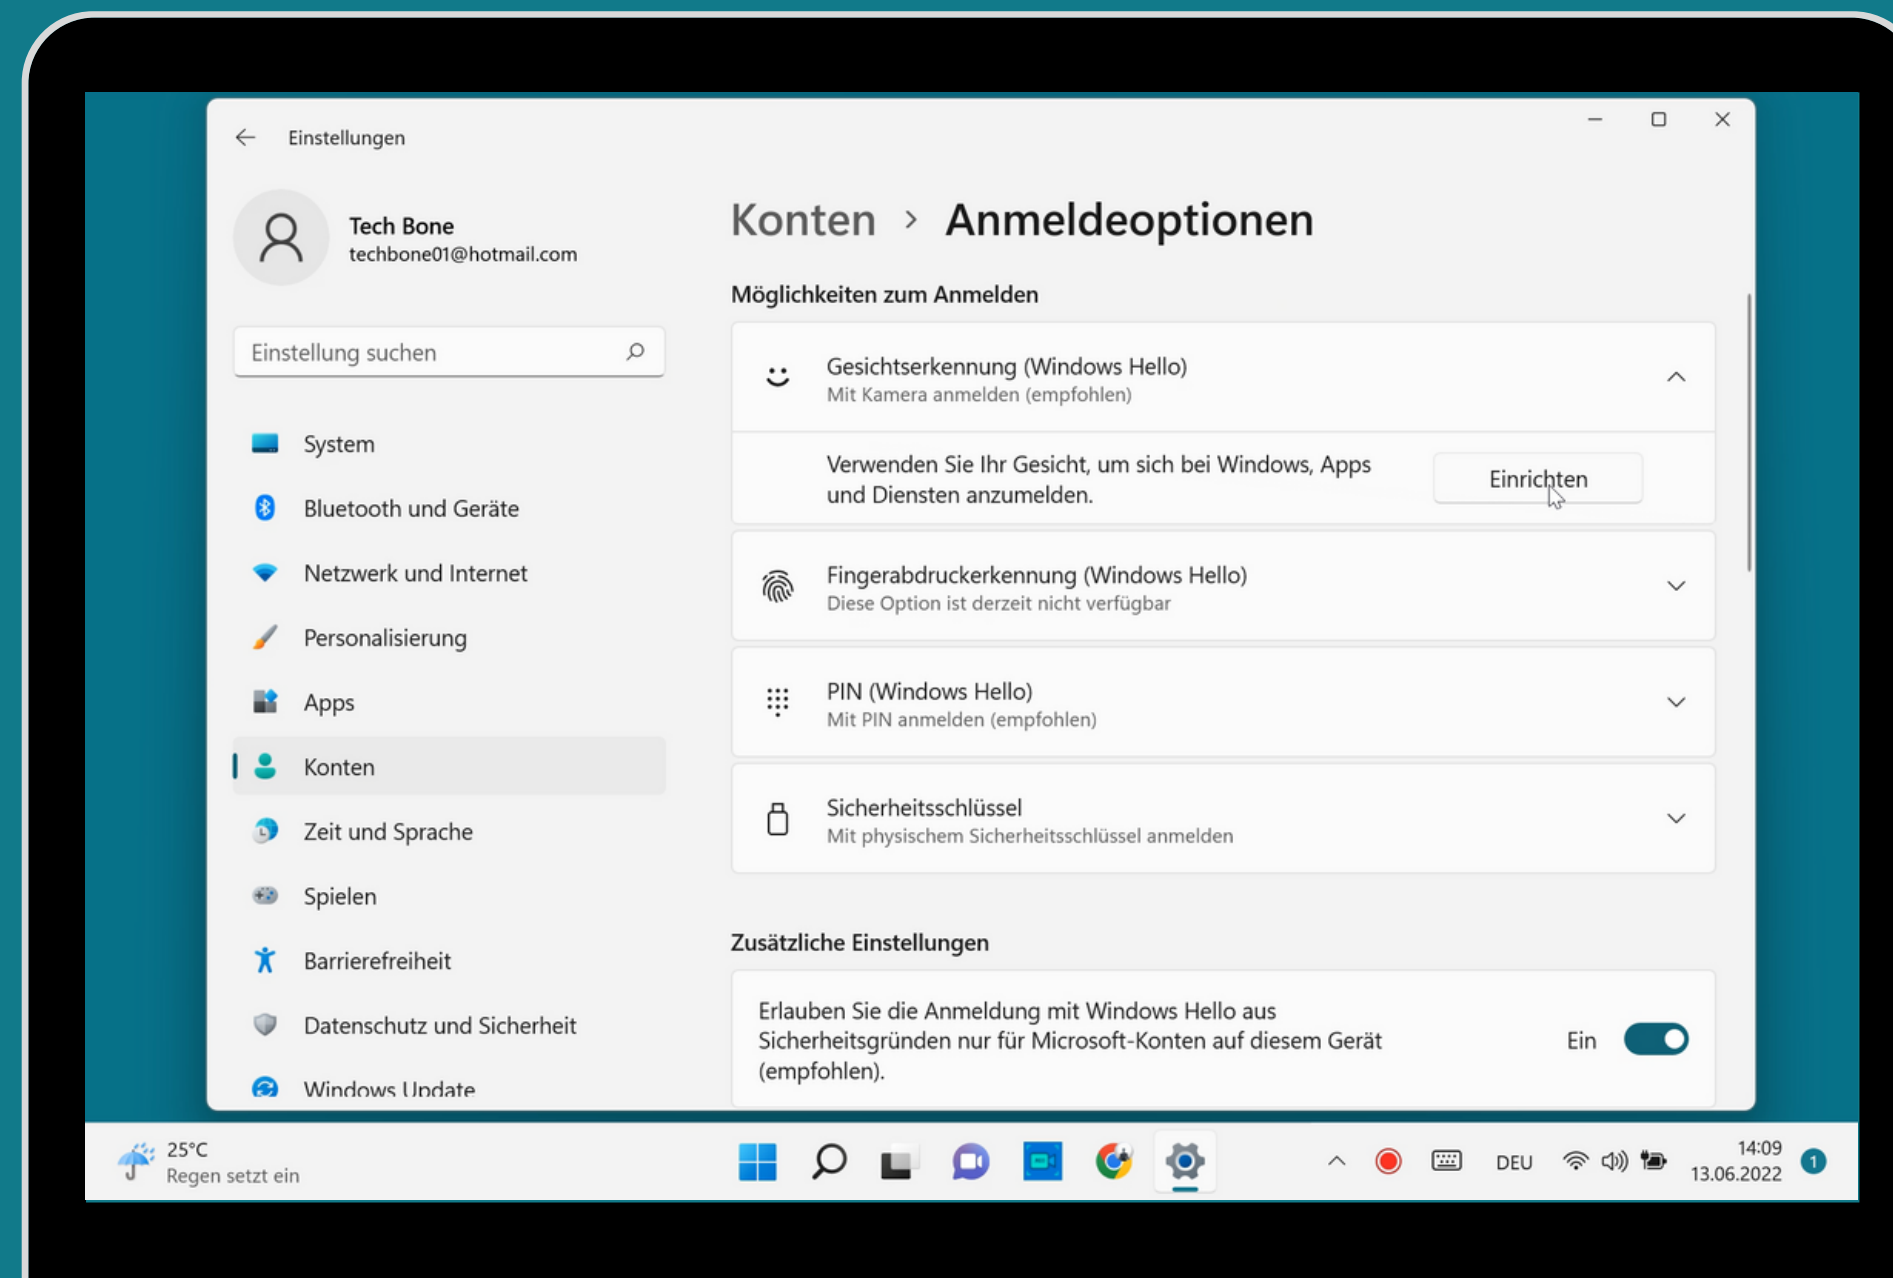 Einstellungen
Tech Bone
techbone01@hotmail.com
Einstellung suchen
System
Bluetooth und Geräte
Netzwerk und Internet
Personalisierung
Apps
Konten
Zeit und Sprache
Spielen
Barrierefreiheit
Datenschutz und Sicherheit
Windows Update
Konten > Anmeldeoptionen
Möglichkeiten zum Anmelden
Gesichtserkennung (Windows Hello)
Mit Kamera anmelden (empfohlen)
Verwenden Sie Ihr Gesicht, um sich bei Windows, Apps
und Diensten anzumelden.
Einrichten
Fingerabdruckerkennung (Windows Hello)
Diese Option ist derzeit nicht verfügbar
PIN (Windows Hello)
Mit PIN anmelden (empfohlen)
Sicherheitsschlüssel
Mit physischem Sicherheitsschlüssel anmelden
Zusätzliche Einstellungen
Erlauben Sie die Anmeldung mit Windows Hello aus
Sicherheitsgründen nur für Microsoft-Konten auf diesem Gerät
(empfohlen).
Ein
25°C
Regen setzt ein
DEU
14:09
13.06.2022
1